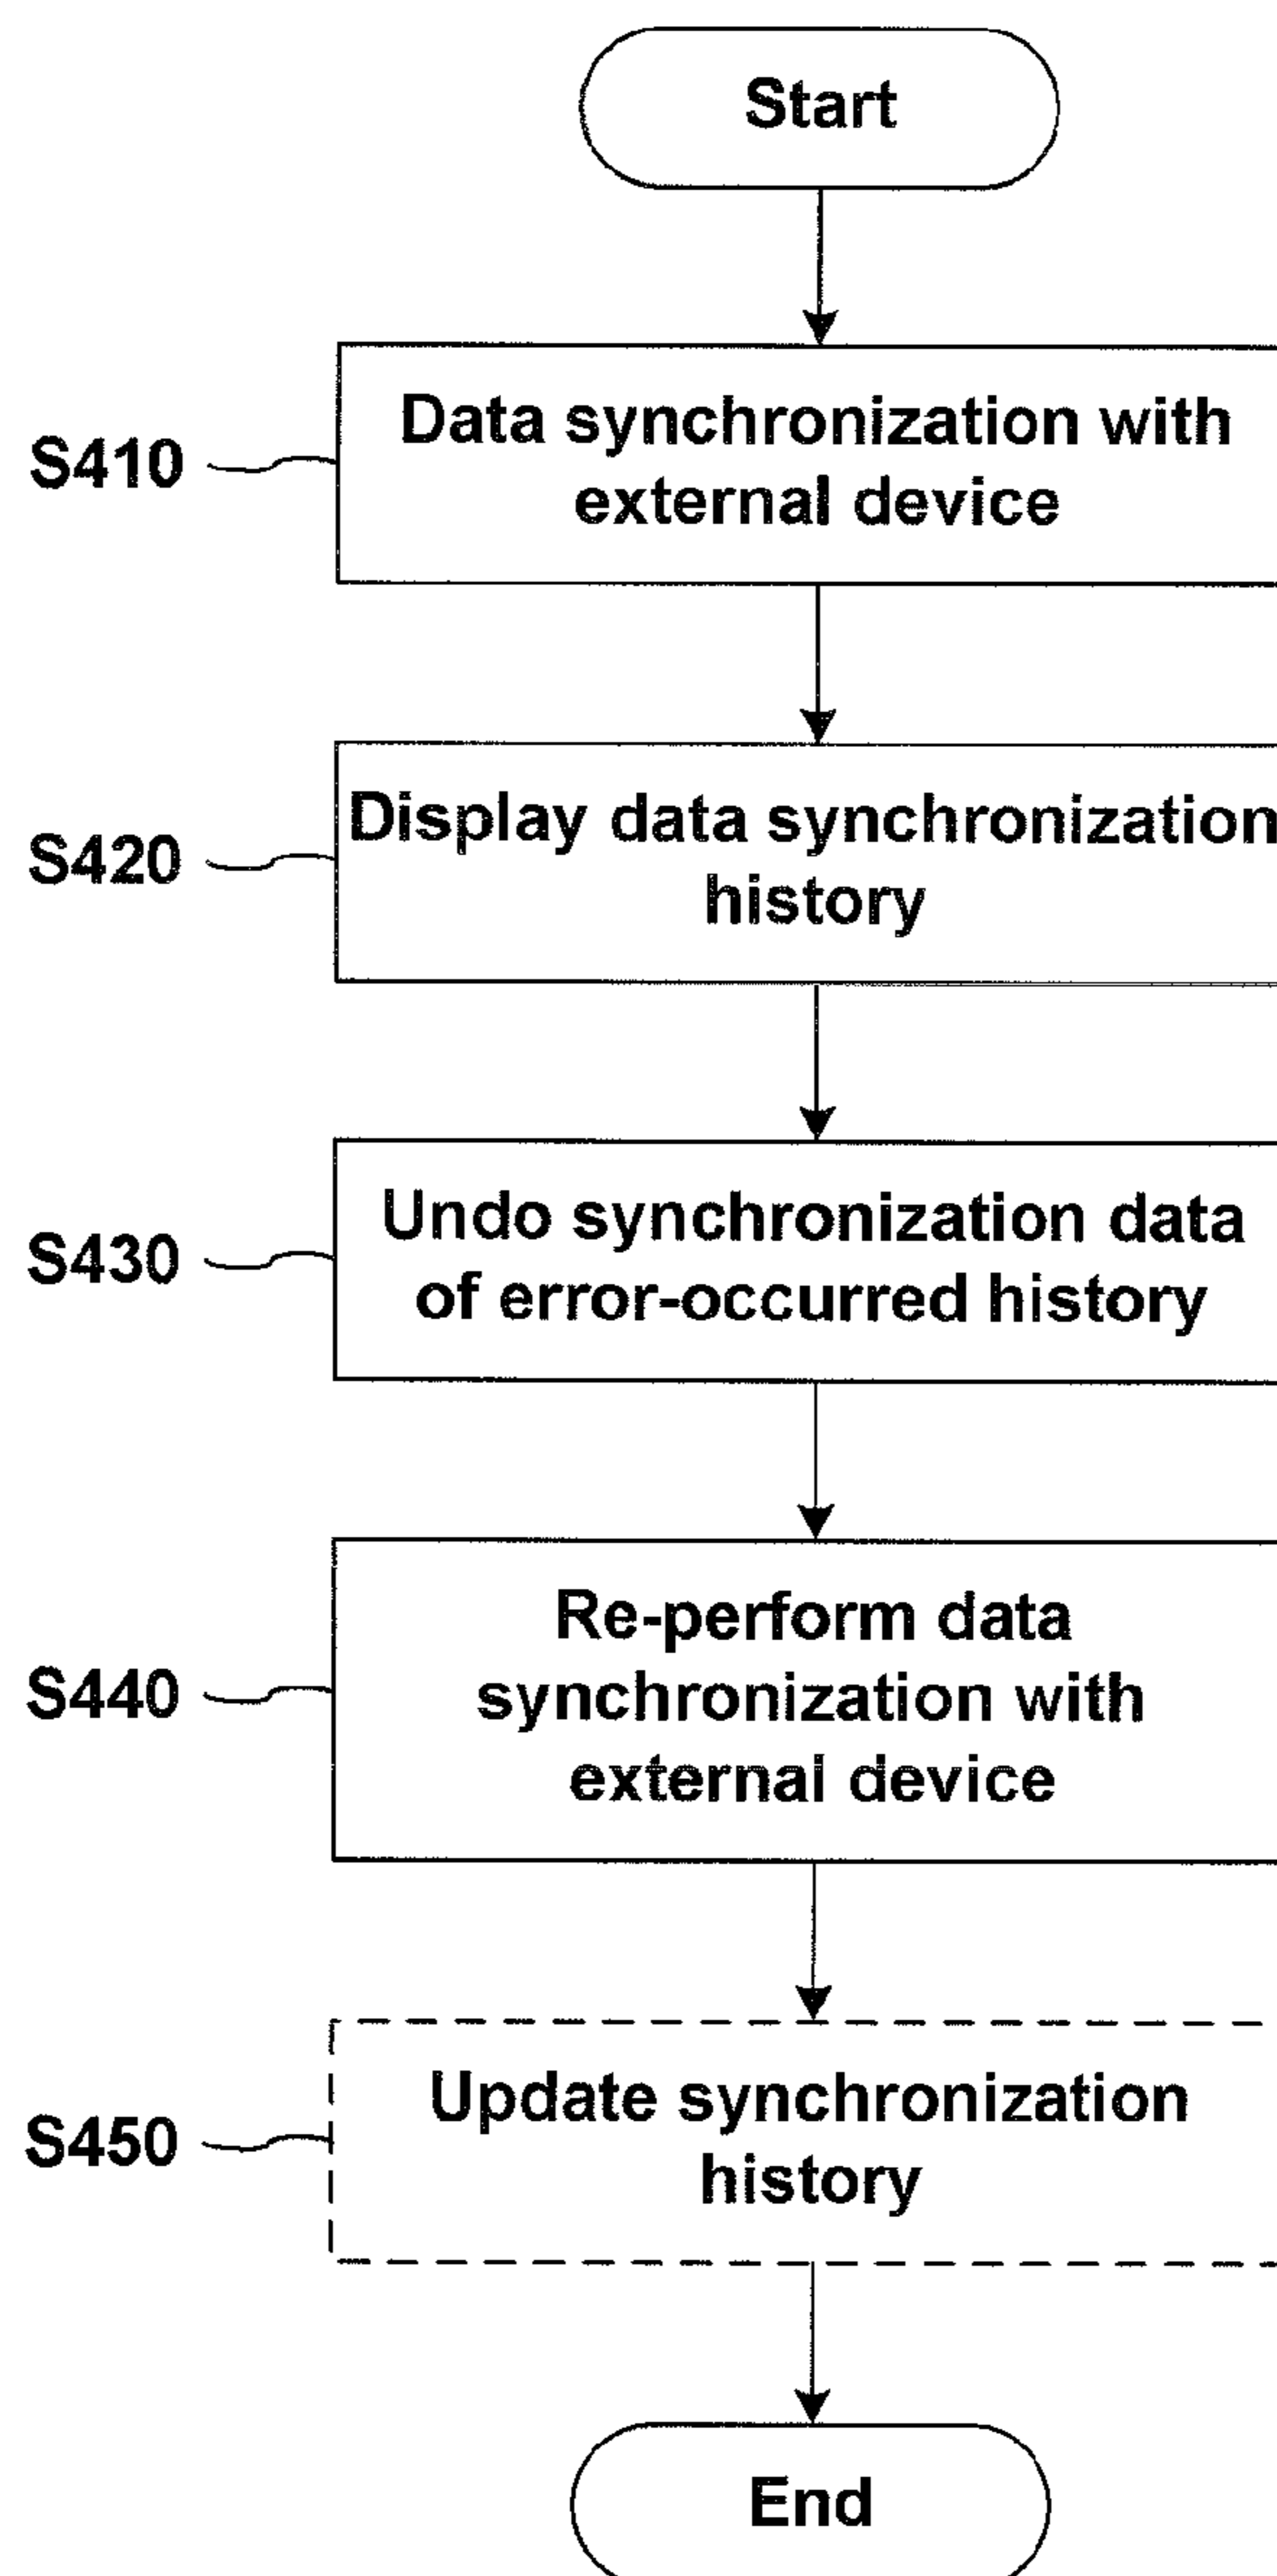 Start
S410
Data synchronization with
external device
S420
Display data synchronization
history
S430
Undo synchronization data
of error-occurred history
S440
Re-perform data
synchronization with
external device
S450
Update synchronization
history
End